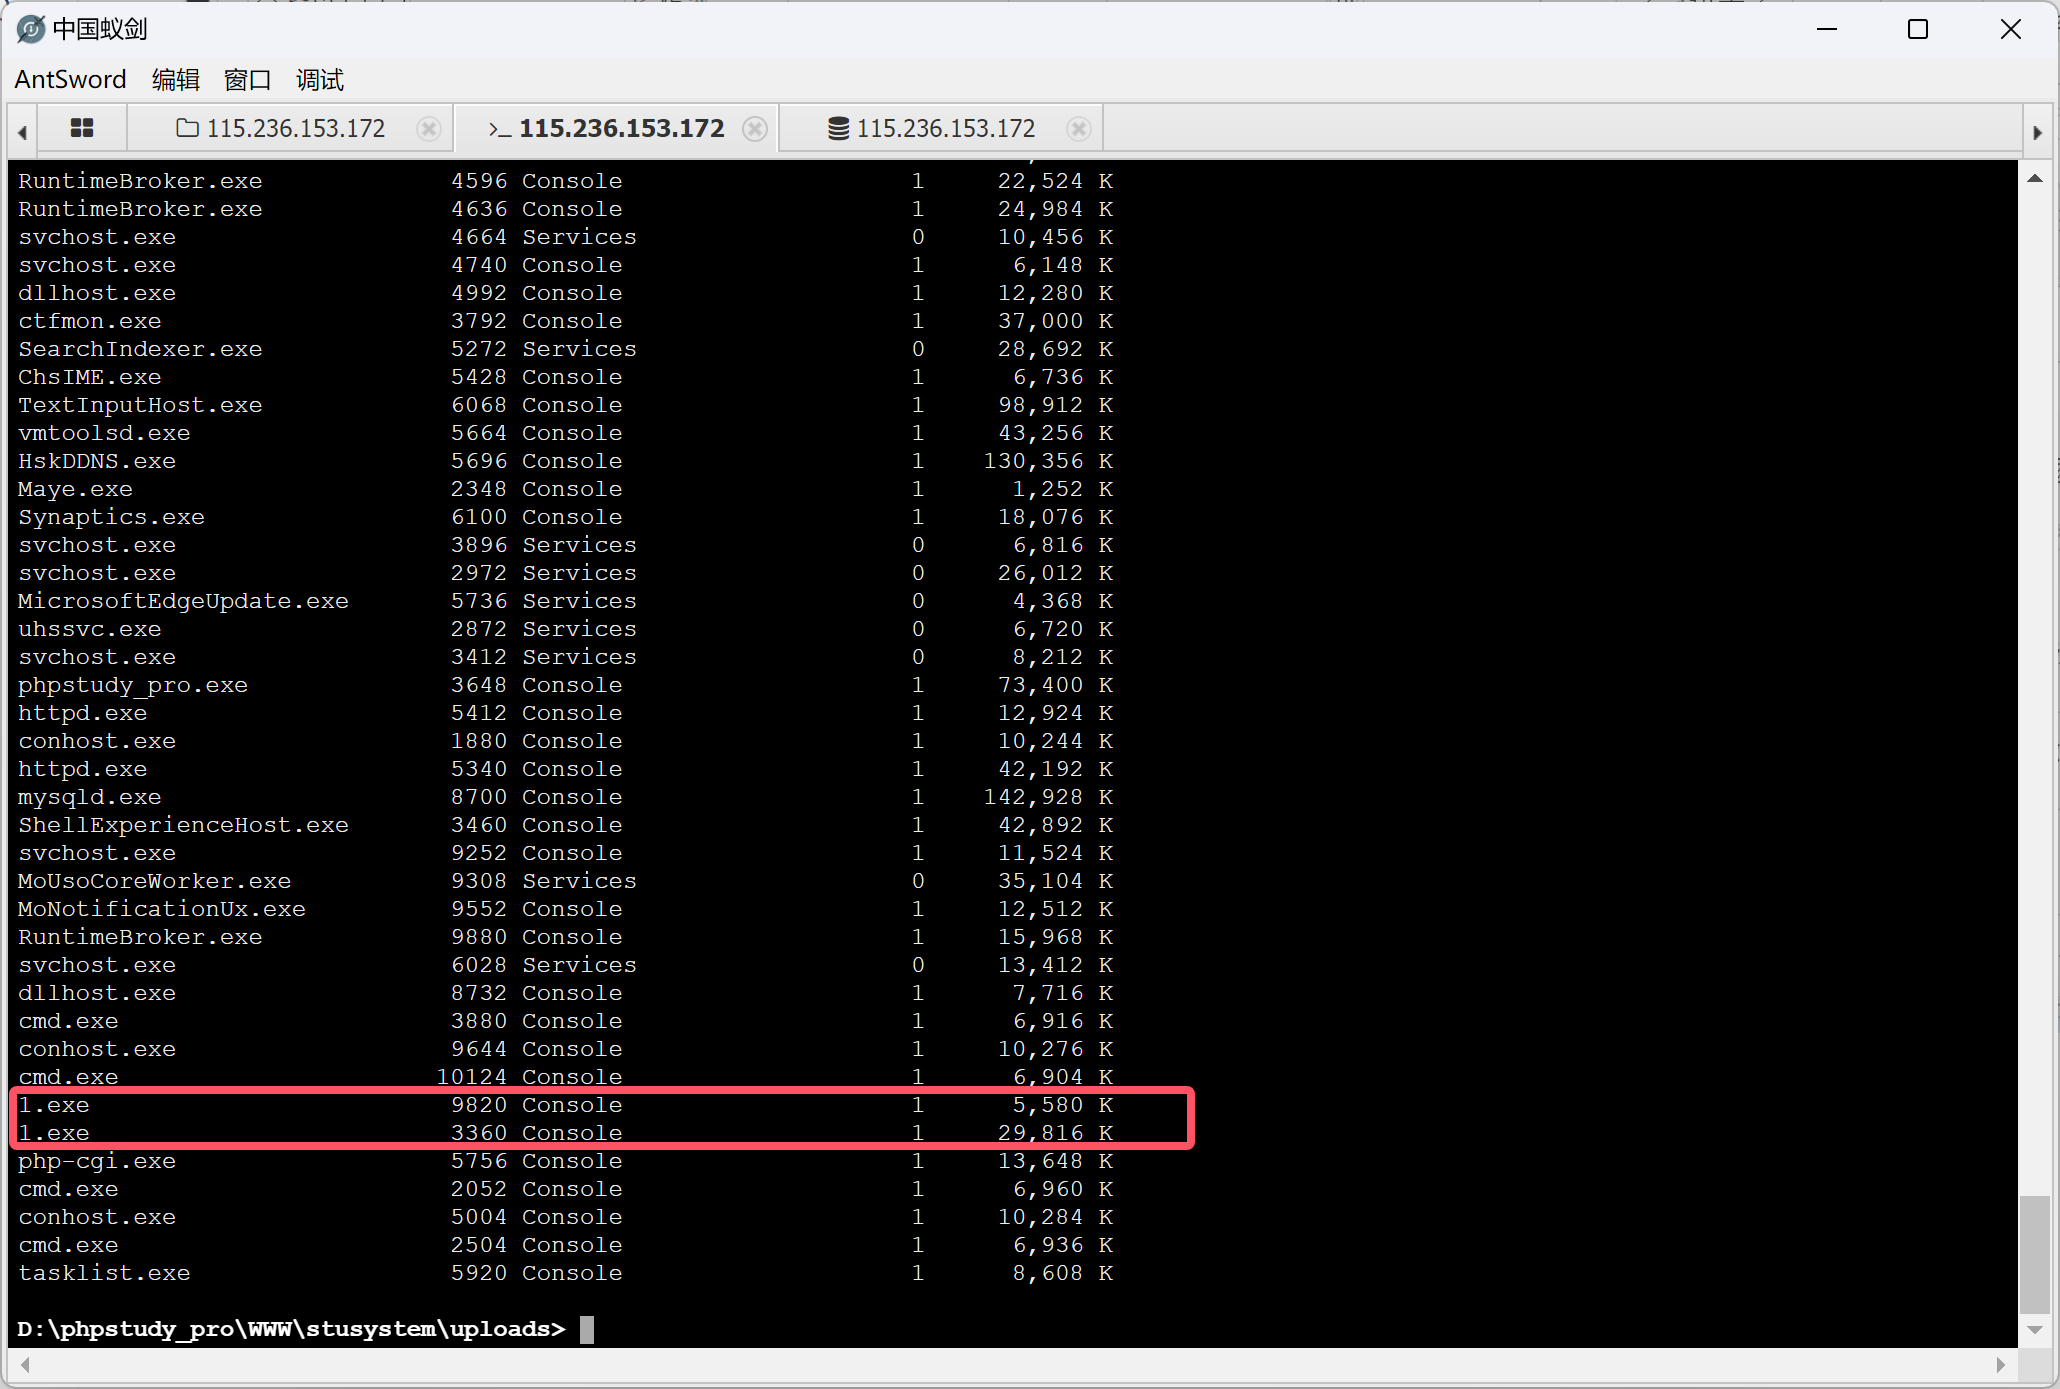 中国蚁剑
AntSword 编辑 窗口 调试
115.236.153.172 >_ 115.236.153.172 115.236.153.172
RuntimeBroker.exe 4596 Console 1 22,524 K
RuntimeBroker.exe 4636 Console 1 24,984 K
svchost.exe 4664 Services 0 10,456 K
svchost.exe 4740 Console 1 6,148 K
dllhost.exe 4992 Console 1 12,280 K
ctfmon.exe 3792 Console 1 37,000 K
SearchIndexer.exe 5272 Services 0 28,692 K
ChsIME.exe 5428 Console 1 6,736 K
TextInputHost.exe 6068 Console 1 98,912 K
vmtoolsd.exe 5664 Console 1 43,256 K
HskDDNS.exe 5696 Console 1 130,356 K
Maye.exe 2348 Console 1 1,252 K
Synaptics.exe 6100 Console 1 18,076 K
svchost.exe 3896 Services 0 6,816 K
svchost.exe 2972 Services 0 26,012 K
MicrosoftEdgeUpdate.exe 5736 Services 0 4,368 K
uhssvc.exe 2872 Services 0 6,720 K
svchost.exe 3412 Services 0 8,212 K
phpstudy_pro.exe 3648 Console 1 73,400 K
httpd.exe 5412 Console 1 12,924 K
conhost.exe 1880 Console 1 10,244 K
httpd.exe 5340 Console 1 42,192 K
mysqld.exe 8700 Console 1 142,928 K
ShellExperienceHost.exe 3460 Console 1 42,892 K
svchost.exe 9252 Console 1 11,524 K
MoUsoCoreWorker.exe 9308 Services 0 35,104 K
MoNotificationUx.exe 9552 Console 1 12,512 K
RuntimeBroker.exe 9880 Console 1 15,968 K
svchost.exe 6028 Services 0 13,412 K
dllhost.exe 8732 Console 1 7,716 K
cmd.exe 3880 Console 1 6,916 K
conhost.exe 9644 Console 1 10,276 K
cmd.exe 10124 Console 1 6,904 K
1.exe 9820 Console 1 5,580 K
1.exe 3360 Console 1 29,816 K
php-cgi.exe 5756 Console 1 13,648 K
cmd.exe 2052 Console 1 6,960 K
conhost.exe 5004 Console 1 10,284 K
cmd.exe 2504 Console 1 6,936 K
tasklist.exe 5920 Console 1 8,608 K
D:\phpstudy_pro\WWW\stusystem\uploads>